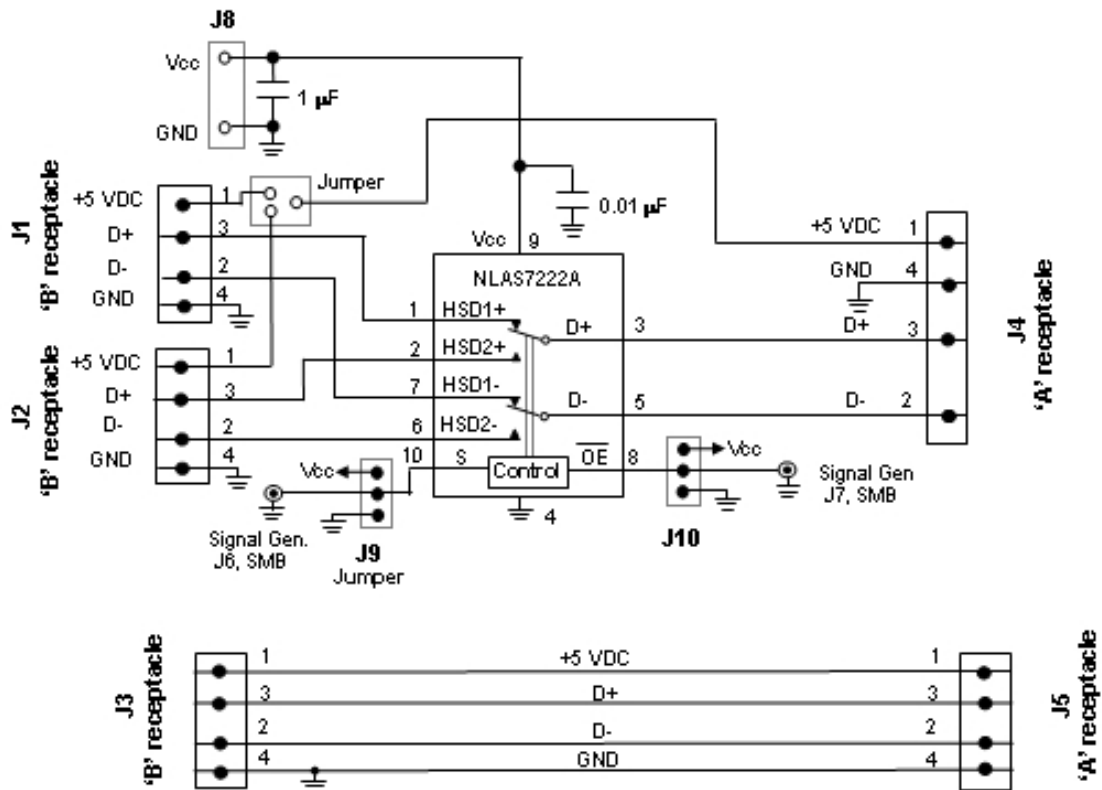 J8
Vcc
1 µF
GND
J1
'B' receptacle
+5 VDC
1
D+
3
D-
2
GND
4
Jumper
0.01 µF
Vcc
9
NLAS7222A
1
HSD1+
2
HSD2+
7
HSD1-
6
HSD2-
10
S
Control
OE
8
D+
3
D-
5
4
J2
'B' receptacle
+5 VDC
1
D+
3
D-
2
GND
4
+5 VDC
1
GND
4
D+
3
D-
2
J4
'A' receptacle
Vcc
Signal Gen.
J6, SMB
J9
Jumper
Vcc
J10
Signal Gen
J7, SMB
J3
'B' receptacle
1
+5 VDC
1
3
D+
3
2
D-
2
4
GND
4
J5
'A' receptacle